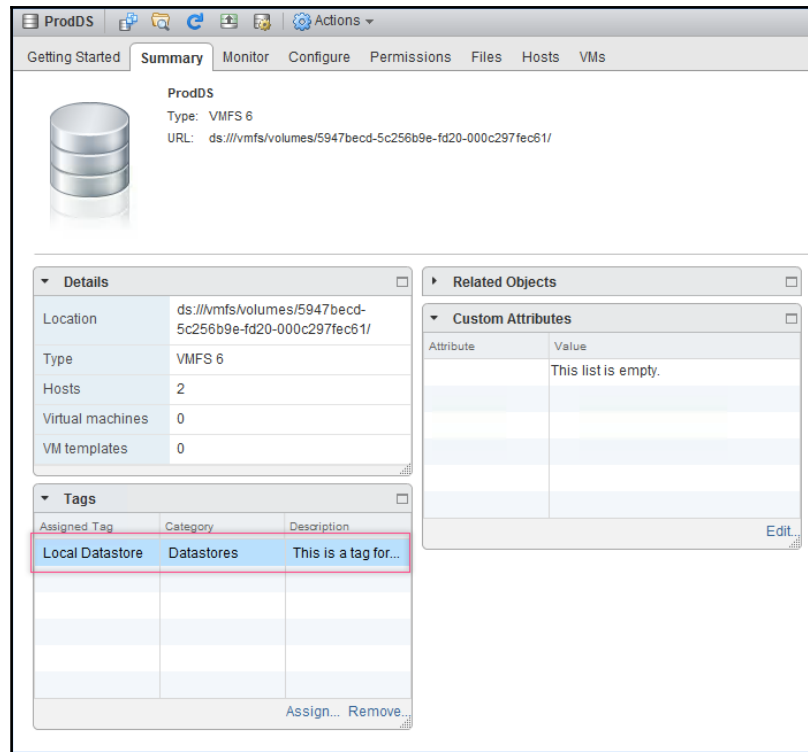 ProdDS Actions
Getting Started Summary Monitor Configure Permissions Files Hosts VMs
ProdDS
Type: VMFS 6
URL: ds:///vmfs/volumes/5947becd-5c256b9e-fd20-000c297fec61/
Details
Location ds:///vmfs/volumes/5947becd-
5c256b9e-fd20-000c297fec61/
Type VMFS 6
Hosts 2
Virtual machines 0
VM templates 0
Tags
Assigned Tag Category Description
Local Datastore Datastores This is a tag for...
Assign... Remove...
Related Objects
Custom Attributes
Attribute Value
This list is empty.
Edit...